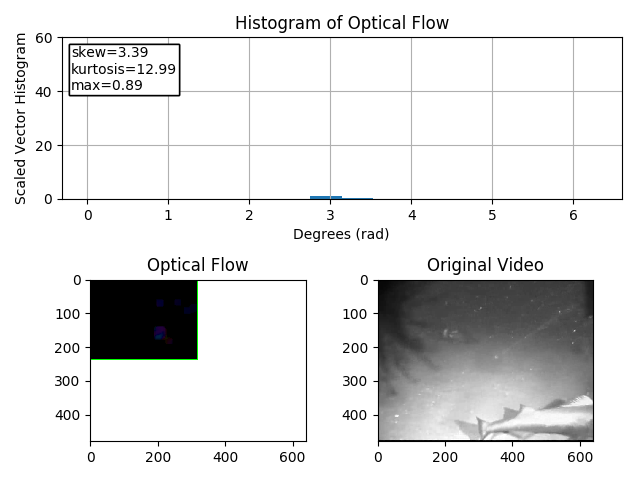 Histogram of Optical Flow
Scaled Vector Histogram
60
40
20
0
skew=3.39
kurtosis=12.99
max=0.89
0 1 2 3 4 5 6
Degrees (rad)
Optical Flow
0
100
200
300
400
0 200 400 600
Original Video
0
100
200
300
400
0 200 400 600